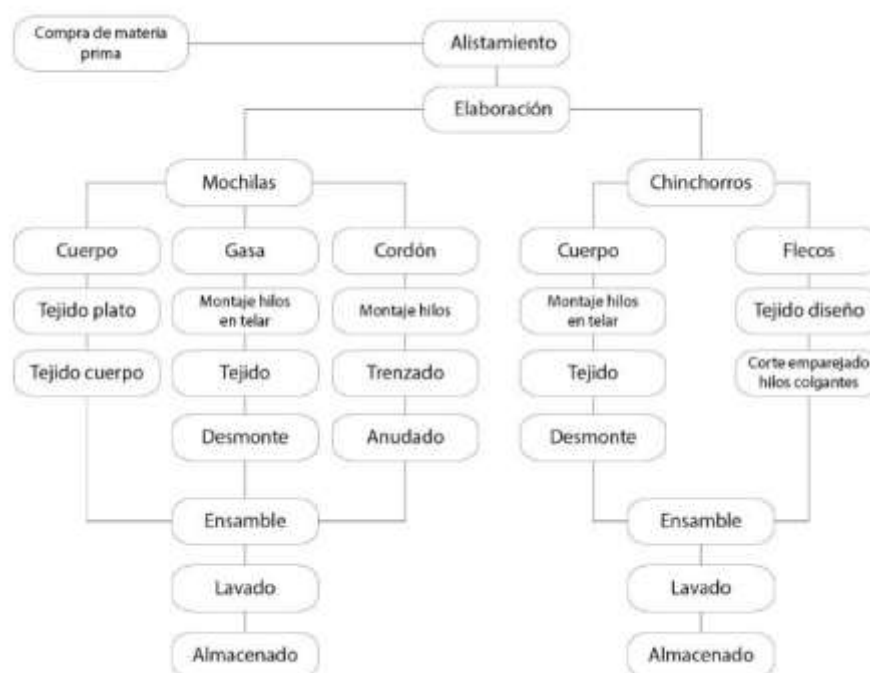 Compra de materia
prima
Alistamiento
Elaboración
Mochilas
Chinchorros
Cuerpo
Gasa
Cordón
Cuerpo
Flecos
Tejido plato
Montaje hilos
en telar
Montaje hilos
Montaje hilos
en telar
Tejido diseño
Tejido cuerpo
Tejido
Trenzado
Tejido
Corte emparejado
hilos colgantes
Desmonte
Anudado
Desmonte
Ensamble
Ensamble
Lavado
Lavado
Almacenado
Almacenado